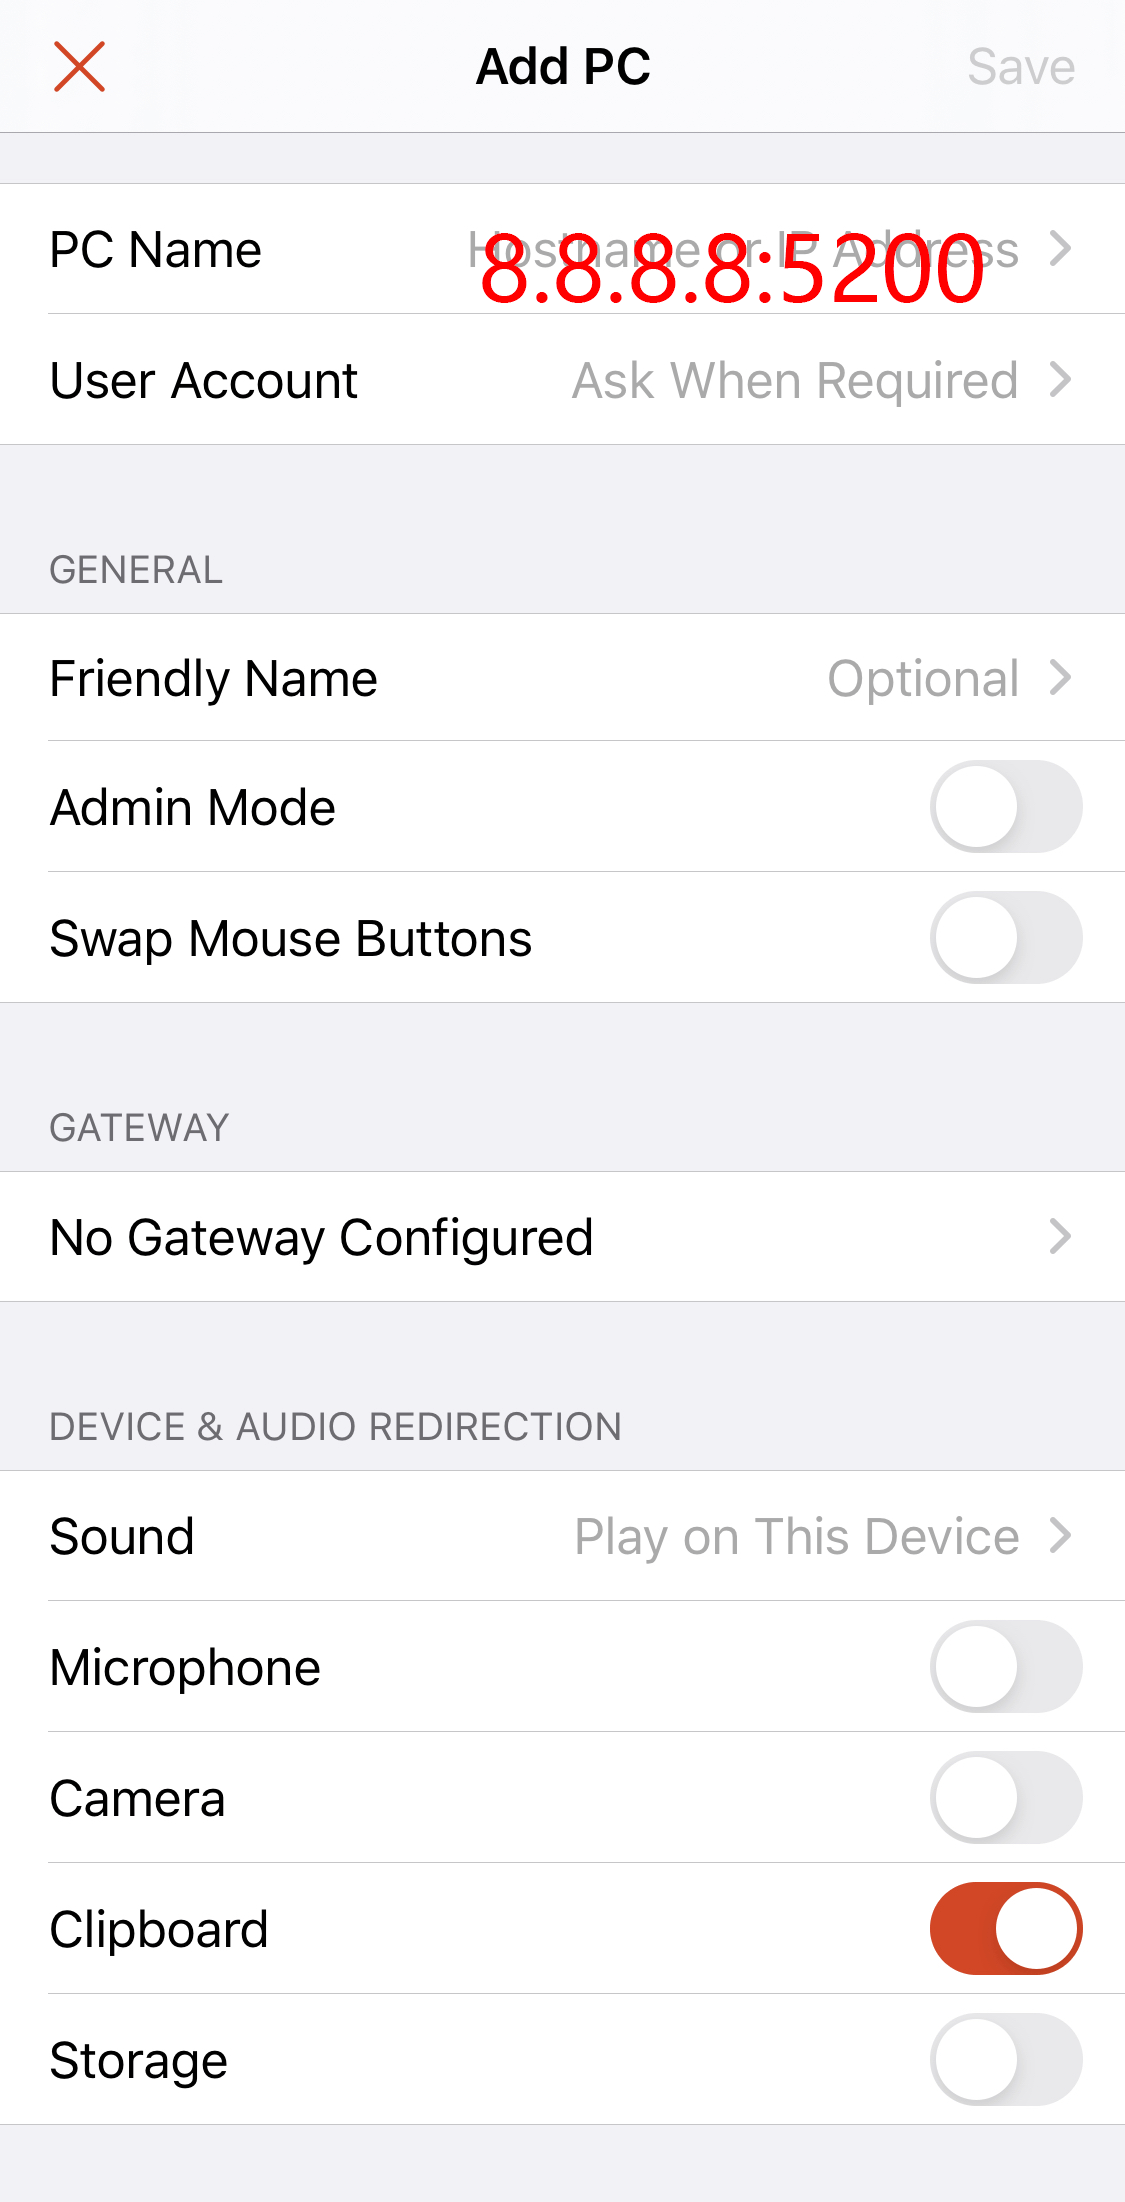 Add PC
Save
PC Name
Hostname or IP Address
8.8.8.8:5200
User Account
Ask When Required
GENERAL
Friendly Name
Optional
Admin Mode
Swap Mouse Buttons
GATEWAY
No Gateway Configured
DEVICE & AUDIO REDIRECTION
Sound
Play on This Device
Microphone
Camera
Clipboard
Storage